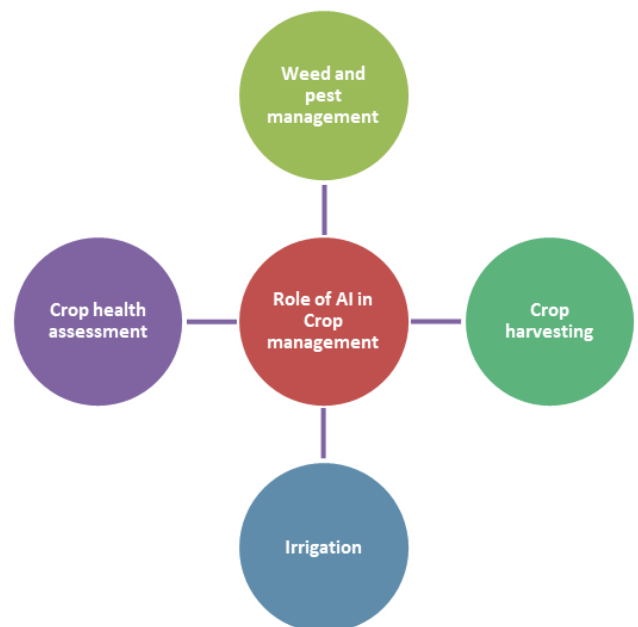 Weed and
pest
management
Crop health
assessment
Role of AI in
Crop
management
Crop
harvesting
Irrigation